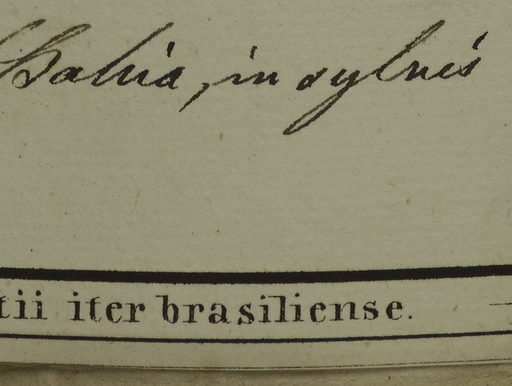 Bahia, in sylvis
tii iter brasiliense.